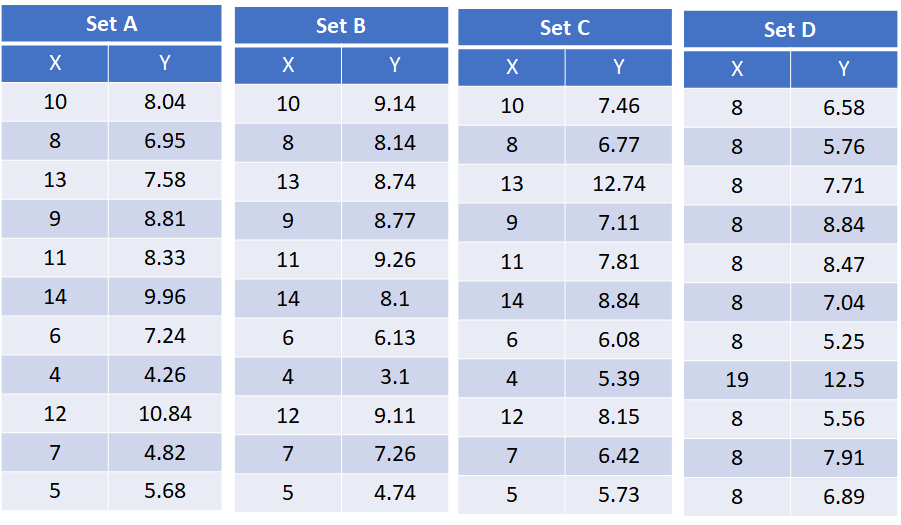 Set A Set B Set C Set D
X Y X Y X Y X Y
10 8.04 10 9.14 10 7.46 8 6.58
8 6.95 8 8.14 8 6.77 8 5.76
13 7.58 13 8.74 13 12.74 8 7.71
9 8.81 9 8.77 9 7.11 8 8.84
11 8.33 11 9.26 11 7.81 8 8.47
14 9.96 14 8.1 14 8.84 8 7.04
6 7.24 6 6.13 6 6.08 8 5.25
4 4.26 4 3.1 4 5.39 19 12.5
12 10.84 12 9.11 12 8.15 8 5.56
7 4.82 7 7.26 7 6.42 8 7.91
5 5.68 5 4.74 5 5.73 8 6.89